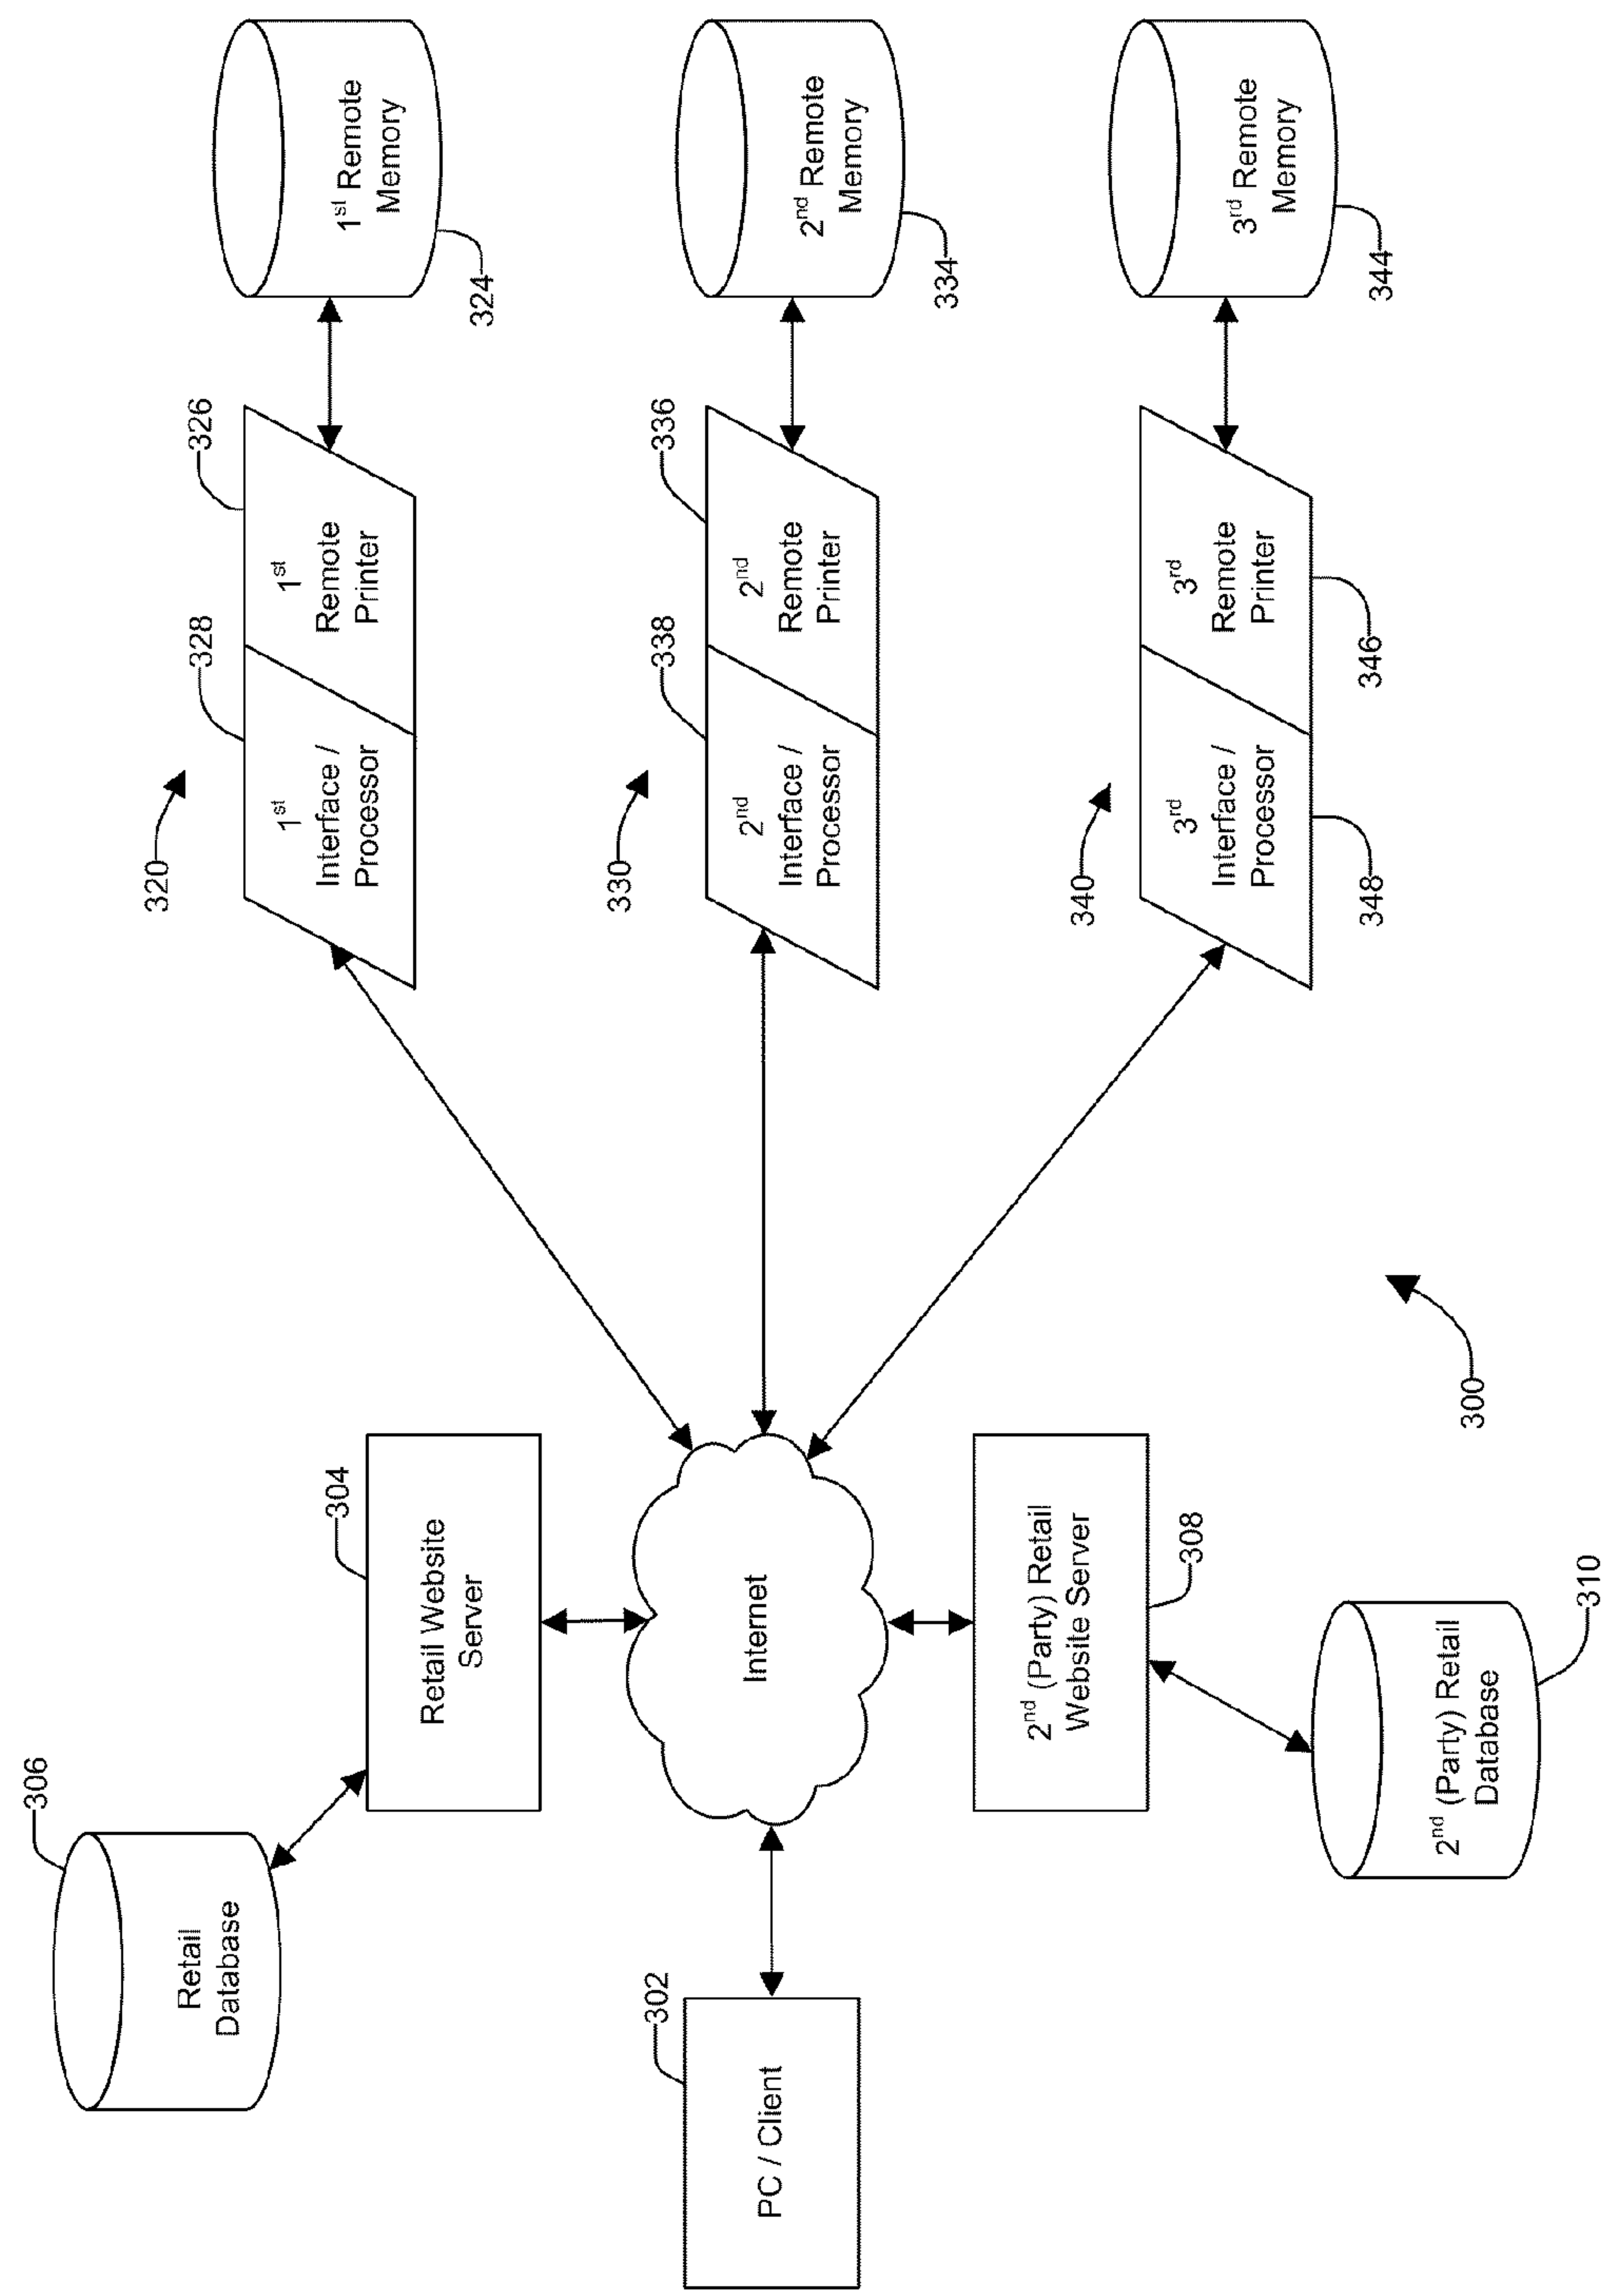 306
Retail
Database
304
Retail Website
Server
302
PC / Client
Internet
2nd (Party) Retail
Website Server
308
2nd (Party) Retail
Database
310
300
320
328
326
1st
Interface /
Processor
1st
Remote
Printer
1st Remote
Memory
324
330
338
336
2nd
Interface /
Processor
2nd
Remote
Printer
2nd Remote
Memory
334
340
3rd
Interface /
Processor
3rd
Remote
Printer
348
346
3rd Remote
Memory
344